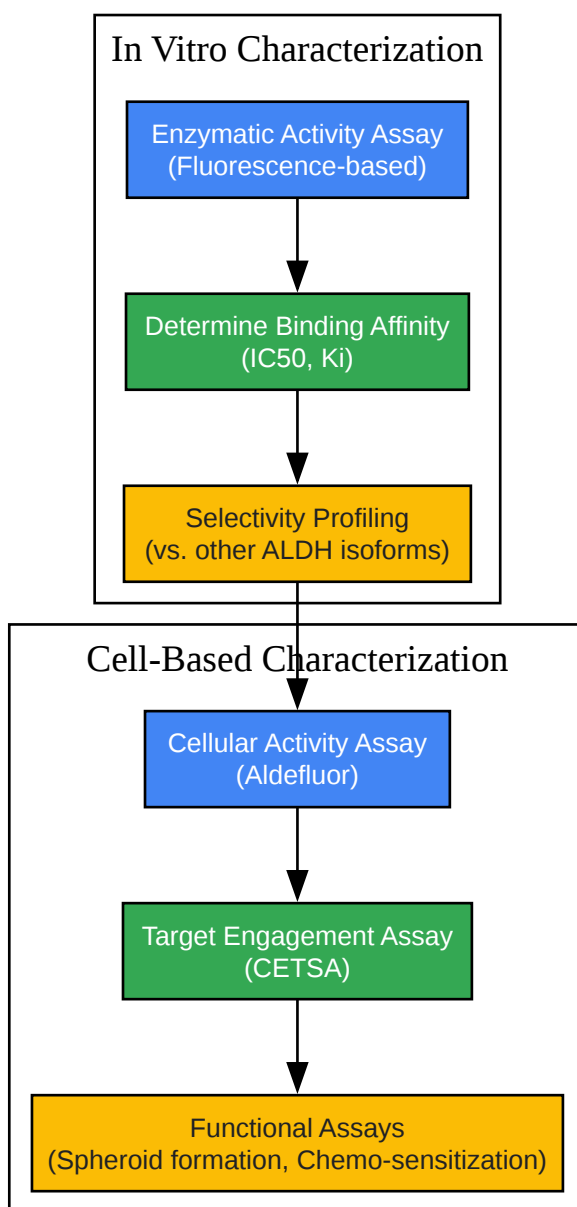 In Vitro Characterization
Enzymatic Activity Assay
(Fluorescence-based)
Determine Binding Affinity
(IC50, Ki)
Selectivity Profiling
(vs. other ALDH isoforms)
Cell-Based Characterization
Cellular Activity Assay
(Aldefluor)
Target Engagement Assay
(CETSA)
Functional Assays
(Spheroid formation, Chemo-sensitization)